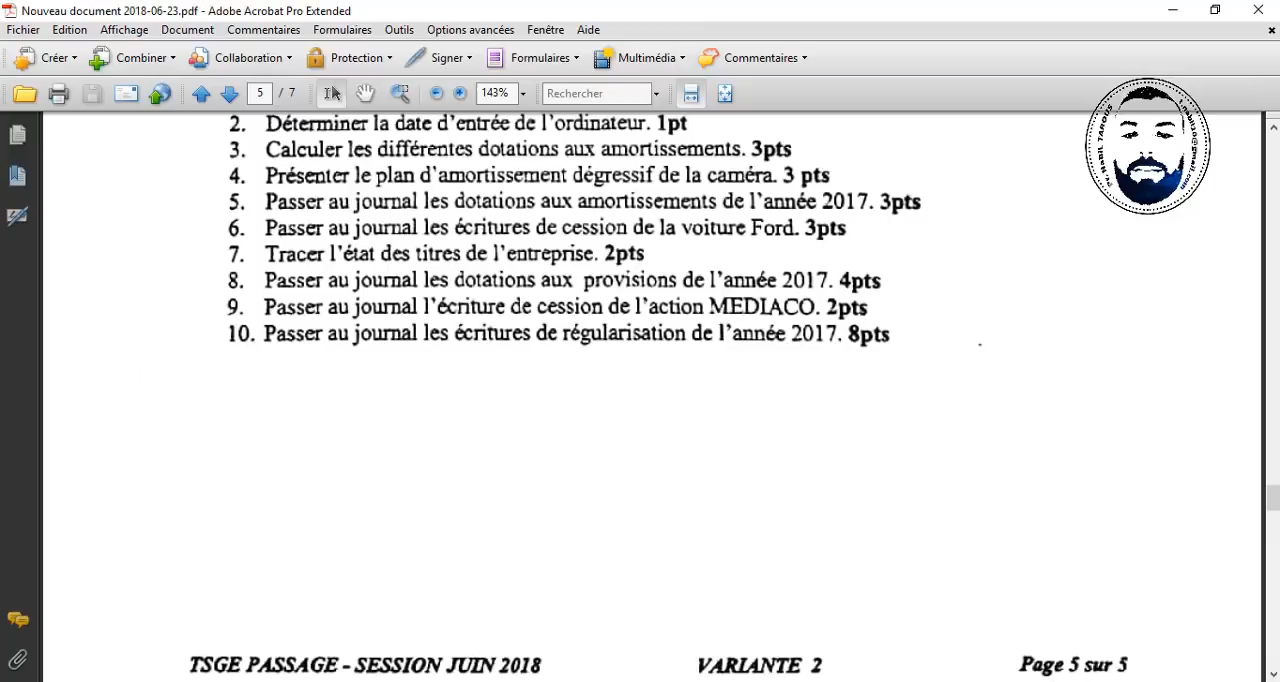 Nouveau document 2018-06-23.pdf - Adobe Acrobat Pro Extended
Fichier Edition Affichage Document Commentaires Formulaires Outils Options avancées Fenêtre Aide
Créer Combiner Collaboration Protection Signer Formulaires Multimédia Commentaires
5 / 7 143% Rechercher
2. Déterminer la date d'entrée de l'ordinateur. 1pt
3. Calculer les différentes dotations aux amortissements. 3pts
4. Présenter le plan d'amortissement dégressif de la caméra. 3 pts
5. Passer au journal les dotations aux amortissements de l'année 2017. 3pts
6. Passer au journal les écritures de cession de la voiture Ford. 3pts
7. Tracer l'état des titres de l'entreprise. 2pts
8. Passer au journal les dotations aux provisions de l'année 2017. 4pts
9. Passer au journal l'écriture de cession de l'action MEDIACO. 2pts
10. Passer au journal les écritures de régularisation de l'année 2017. 8pts
TSGE PASSAGE - SESSION JUIN 2018 VARIANTE 2 Page 5 sur 5